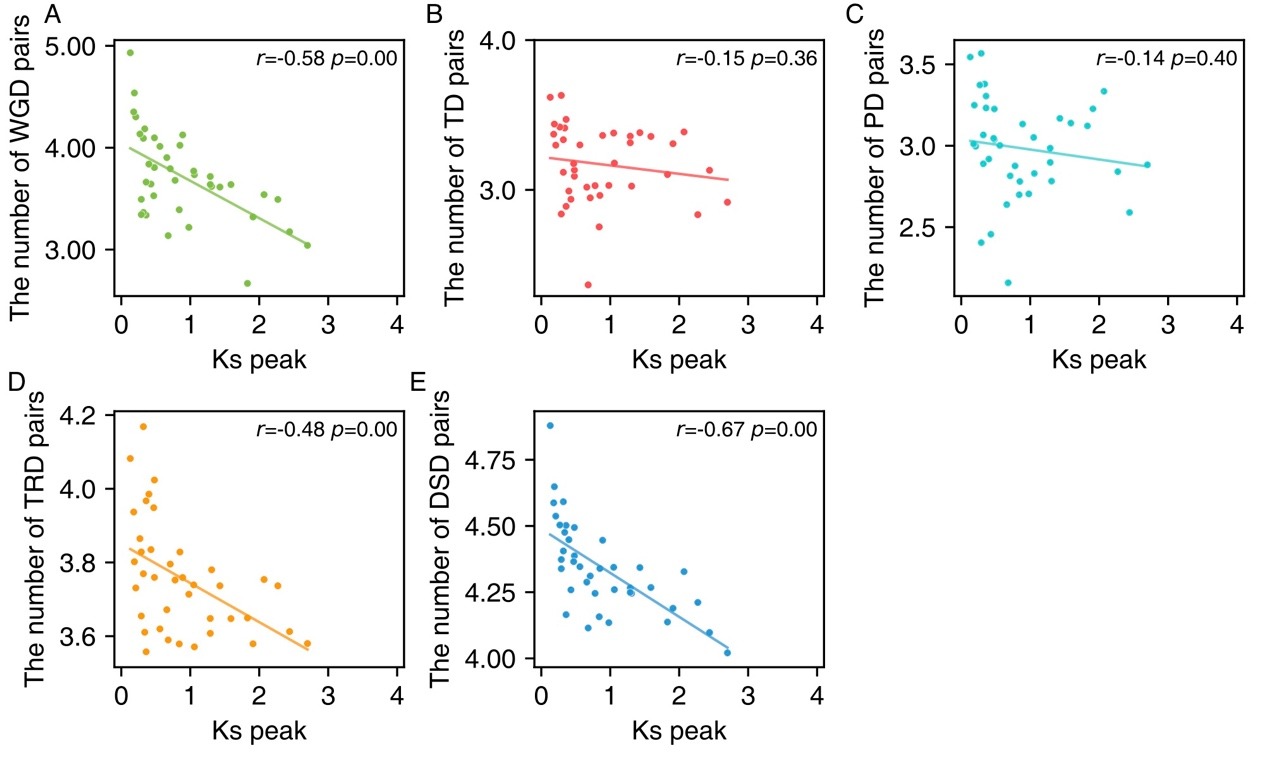 A
The number of WGD pairs
5.00
4.00
3.00
r=-0.58 p=0.00
0 1 2 3 4
Ks peak
B
The number of TD pairs
4.0
3.0
r=-0.15 p=0.36
0 1 2 3 4
Ks peak
C
The number of PD pairs
3.5
3.0
2.5
r=-0.14 p=0.40
0 1 2 3 4
Ks peak
D
The number of TRD pairs
4.2
4.0
3.8
3.6
r=-0.48 p=0.00
0 1 2 3 4
Ks peak
E
The number of DSD pairs
4.75
4.50
4.25
4.00
r=-0.67 p=0.00
0 1 2 3 4
Ks peak